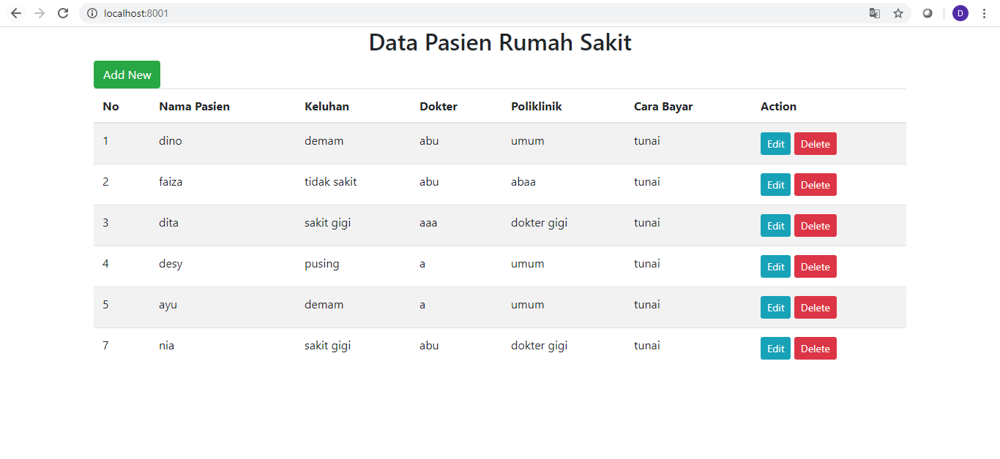 localhost:8001
D
Data Pasien Rumah Sakit
Add New
No Nama Pasien Keluhan Dokter Poliklinik Cara Bayar Action
1 dino demam abu umum tunai Edit Delete
2 faiza tidak sakit abu abaa tunai Edit Delete
3 dita sakit gigi aaa dokter gigi tunai Edit Delete
4 desy pusing a umum tunai Edit Delete
5 ayu demam a umum tunai Edit Delete
7 nia sakit gigi abu dokter gigi tunai Edit Delete